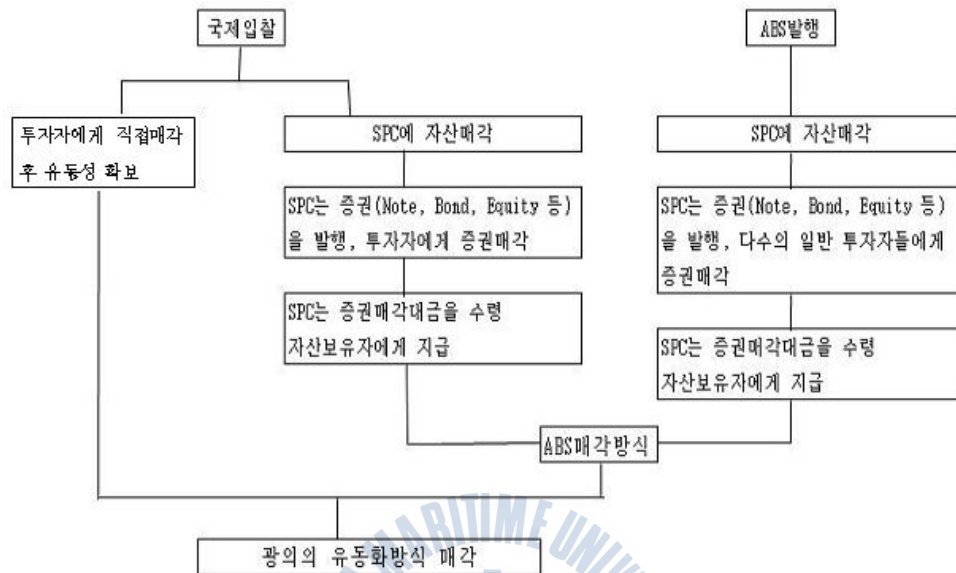 국제입찰
ABS발행
투자자에게 직접매각
후 유동성 확보
SPC에 자산매각
SPC에 자산매각
SPC는 증권(Note, Bond, Equity 등)
을 발행, 투자자에게 증권매각
SPC는 증권(Note, Bond, Equity 등)
을 발행, 다수의 일반 투자자들에게
증권매각
SPC는 증권매각대금을 수령
자산보유자에게 지급
SPC는 증권매각대금을 수령
자산보유자에게 지급
ABS매각방식
광의의 유동화방식 매각
MARITIME UNIV